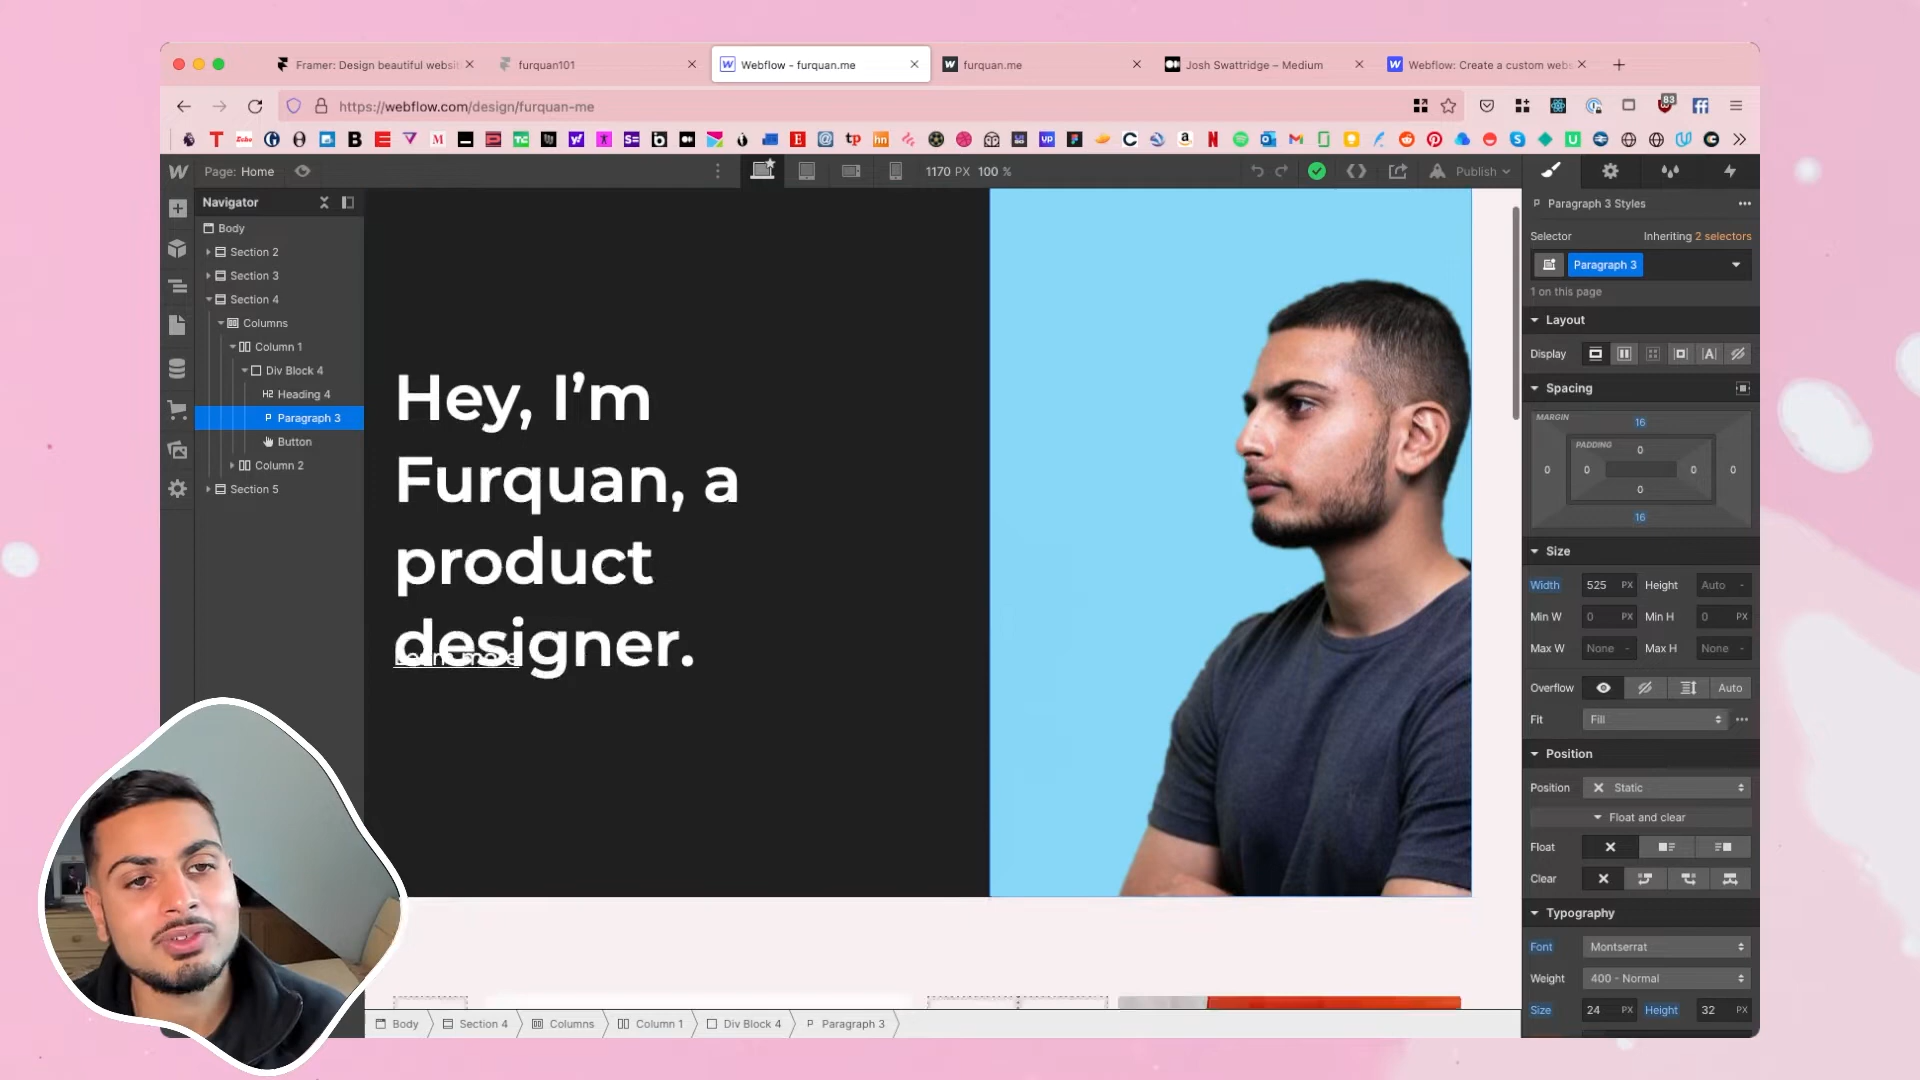 Framer: Design beautiful websi
furquan101
Webflow - furquan.me
furquan.me
Josh Swattridge – Medium
Webflow: Create a custom web
https://webflow.com/design/furquan-me
83
Page: Home
1170 PX 100 %
Publish
Navigator
Body
Section 2
Section 3
Section 4
Columns
Column 1
Div Block 4
H2 Heading 4
P Paragraph 3
Button
Column 2
Section 5
Hey, I’m
Furquan, a
product
designer.
Learn more
Body
Section 4
Columns
Column 1
Div Block 4
P Paragraph 3
P Paragraph 3 Styles
Selector
Inheriting 2 selectors
Paragraph 3
1 on this page
Layout
Display
Spacing
MARGIN
16
PADDING
0
0 0 0 0
0
16
Size
Width 525 PX Height Auto -
Min W 0 PX Min H 0 PX
Max W None - Max H None -
Overflow Auto
Fit Fill
Position
Position Static
Float and clear
Float
Clear
Typography
Font Montserrat
Weight 400 - Normal
Size 24 PX Height 32 PX